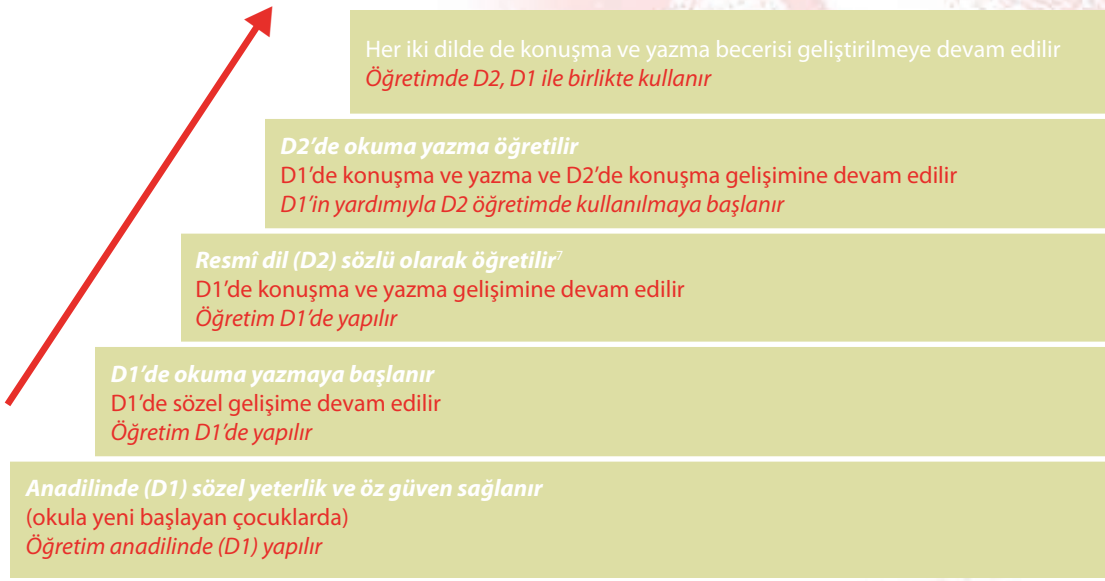 Her iki dilde de konuşma ve yazma becerisi geliştirilmeye devam edilir
Öğretimde D2, D1 ile birlikte kullanır
D2’de okuma yazma öğretilir
D1’de konuşma ve yazma ve D2’de konuşma gelişimine devam edilir
D1’in yardımıyla D2 öğretimde kullanılmaya başlanır
Resmî dil (D2) sözlü olarak öğretilir⁷
D1’de konuşma ve yazma gelişimine devam edilir
Öğretim D1’de yapılır
D1’de okuma yazmaya başlanır
D1’de sözel gelişime devam edilir
Öğretim D1’de yapılır
Anadilinde (D1) sözel yeterlik ve öz güven sağlanır
(okula yeni başlayan çocuklarda)
Öğretim anadilinde (D1) yapılır